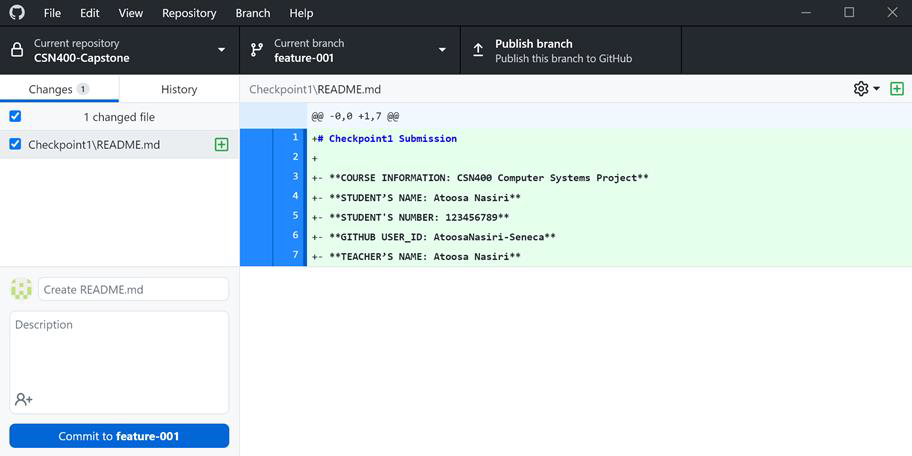 File Edit View Repository Branch Help
Current repository
CSN400-Capstone
Current branch
feature-001
Publish branch
Publish this branch to GitHub
Changes 1 History
Checkpoint1\README.md
1 changed file
Checkpoint1\README.md
@@ -0,0 +1,7 @@
1 +# Checkpoint1 Submission
2 +
3 +- **COURSE INFORMATION: CSN400 Computer Systems Project**
4 +- **STUDENT’S NAME: Atoosa Nasiri**
5 +- **STUDENT'S NUMBER: 123456789**
6 +- **GITHUB USER_ID: AtoosaNasiri-Seneca**
7 +- **TEACHER’S NAME: Atoosa Nasiri**
Create README.md
Description
Commit to feature-001